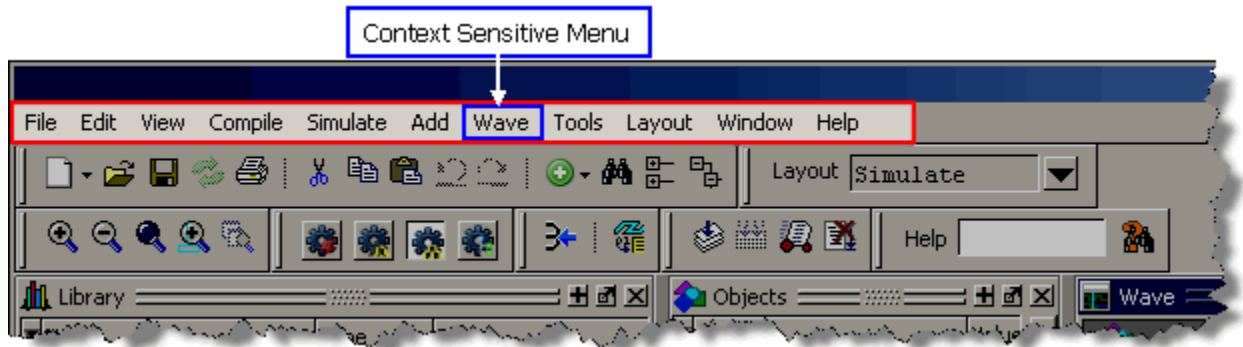 Context Sensitive Menu
File Edit View Compile Simulate Add Wave Tools Layout Window Help
Layout Simulate
Help
Library Objects Wave